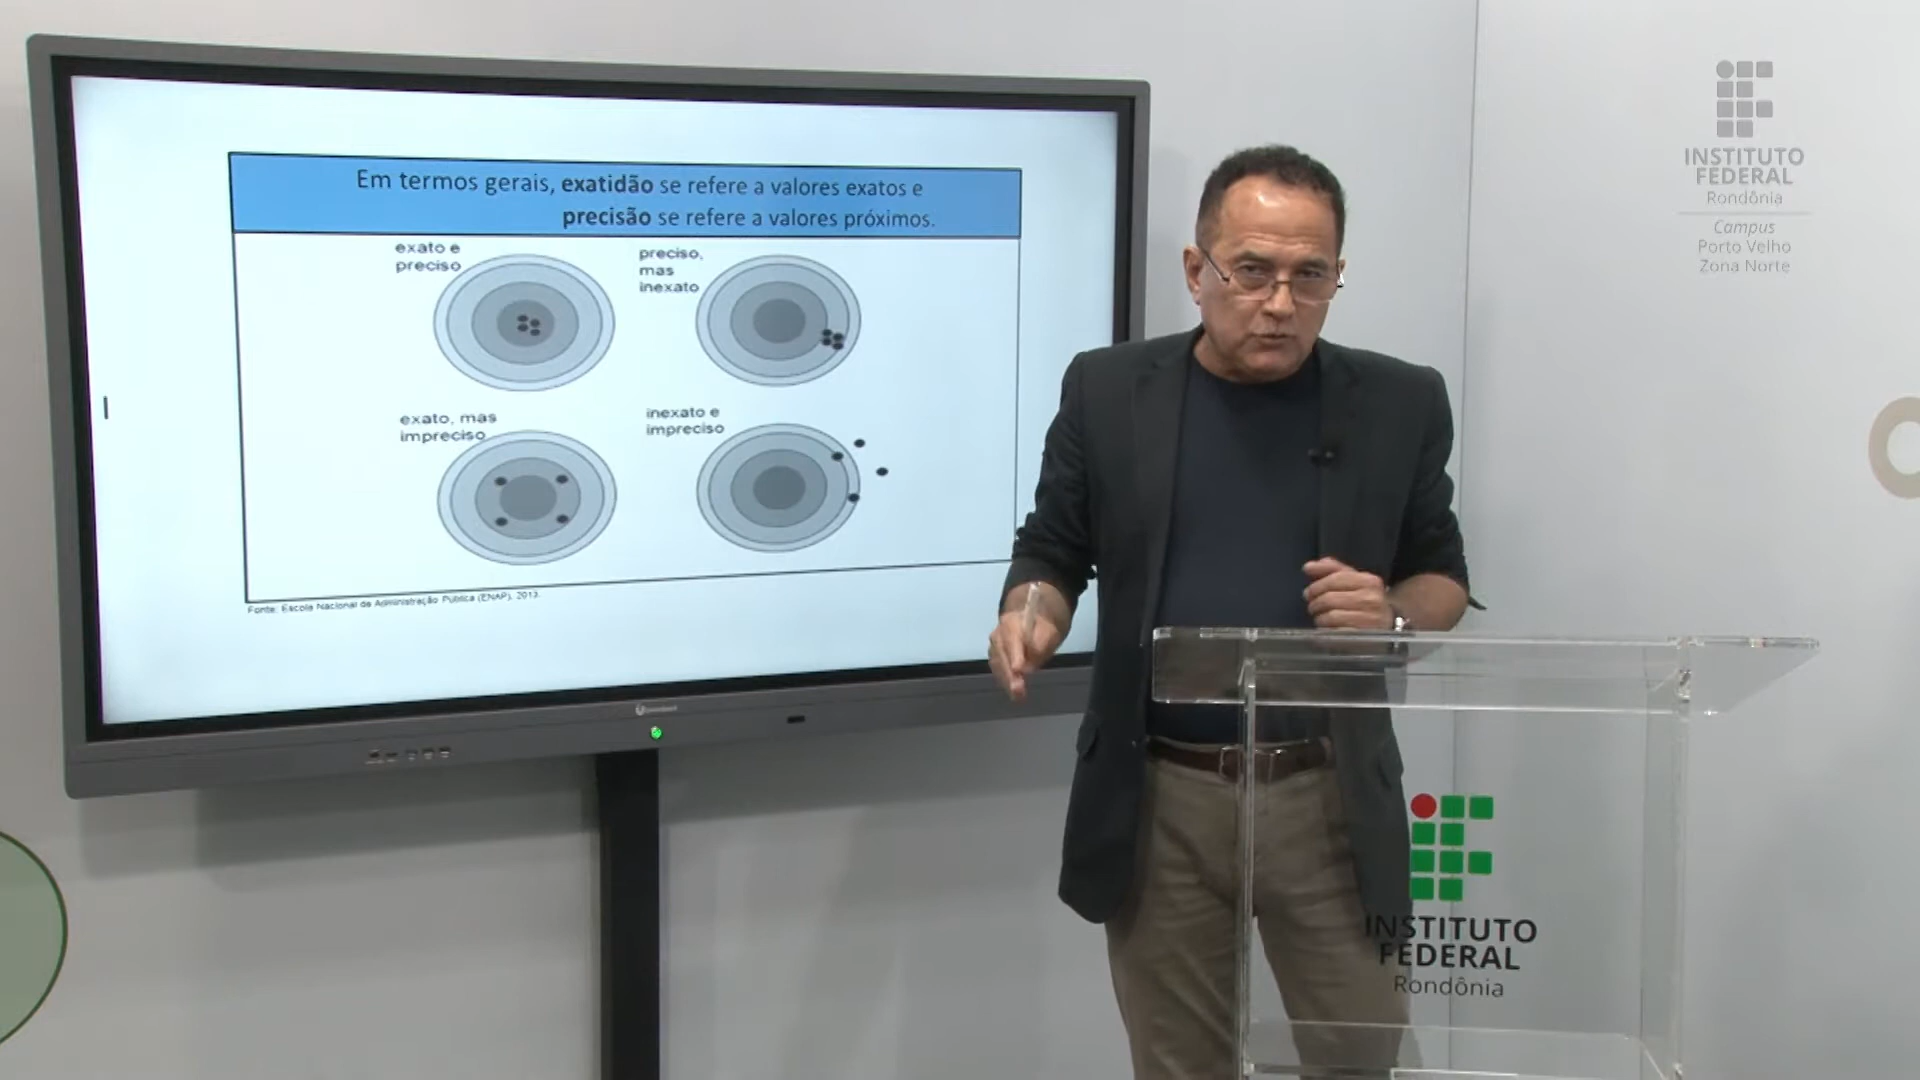 Em termos gerais, exatidão se refere a valores exatos e
precisão se refere a valores próximos.
exato e
preciso
preciso,
mas
inexato
exato, mas
impreciso
inexato e
impreciso
Fonte: Escola Nacional de Administração Pública (ENAP), 2013.
INSTITUTO
FEDERAL
Rondônia
Campus
Porto Velho
Zona Norte
INSTITUTO
FEDERAL
Rondônia